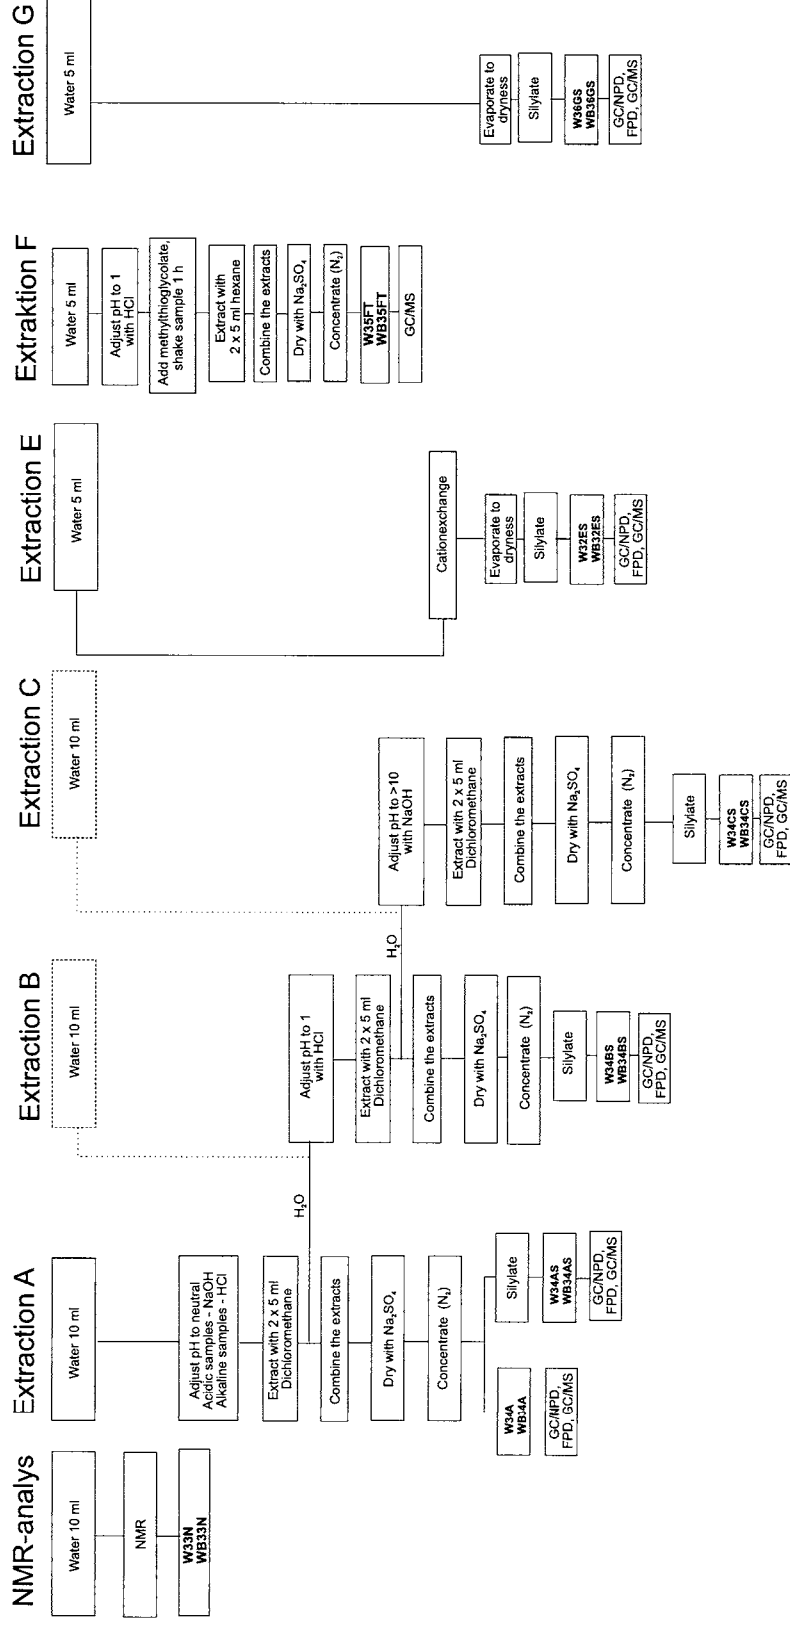 NMR-analys
Water 10 ml
NMR
W33N
WB33N
Extraction A
Water 10 ml
Adjust pH to neutral
Acidic samples - NaOH
Alkaline samples - HCl
Extract with 2 x 5 ml
Dichloromethane
Combine the extracts
Dry with Na₂SO₄
Concentrate (N₂)
W34A
WB34A
GC/NPD,
FPD, GC/MS
Silylate
W34AS
WB34AS
GC/NPD,
FPD, GC/MS
H₂O
Extraction B
Water 10 ml
Adjust pH to 1
with HCl
Extract with 2 x 5 ml
Dichloromethane
Combine the extracts
Dry with Na₂SO₄
Concentrate (N₂)
Silylate
W34BS
WB34BS
GC/NPD,
FPD, GC/MS
H₂O
Extraction C
Water 10 ml
Adjust pH to >10
with NaOH
Extract with 2 x 5 ml
Dichloromethane
Combine the extracts
Dry with Na₂SO₄
Concentrate (N₂)
Silylate
W34CS
WB34CS
GC/NPD,
FPD, GC/MS
Extraction E
Water 5 ml
Cationexchange
Evaporate to
dryness
Silylate
W32ES
WB32ES
GC/NPD,
FPD, GC/MS
Extraktion F
Water 5 ml
Adjust pH to 1
with HCl
Add methylthioglycolate,
shake sample 1 h
Extract with
2 x 5 ml hexane
Combine the extracts
Dry with Na₂SO₄
Concentrate (N₂)
W35FT
WB35FT
GC/MS
Extraction G
Water 5 ml
Evaporate to
dryness
Silylate
W36GS
WB36GS
GC/NPD,
FPD, GC/MS